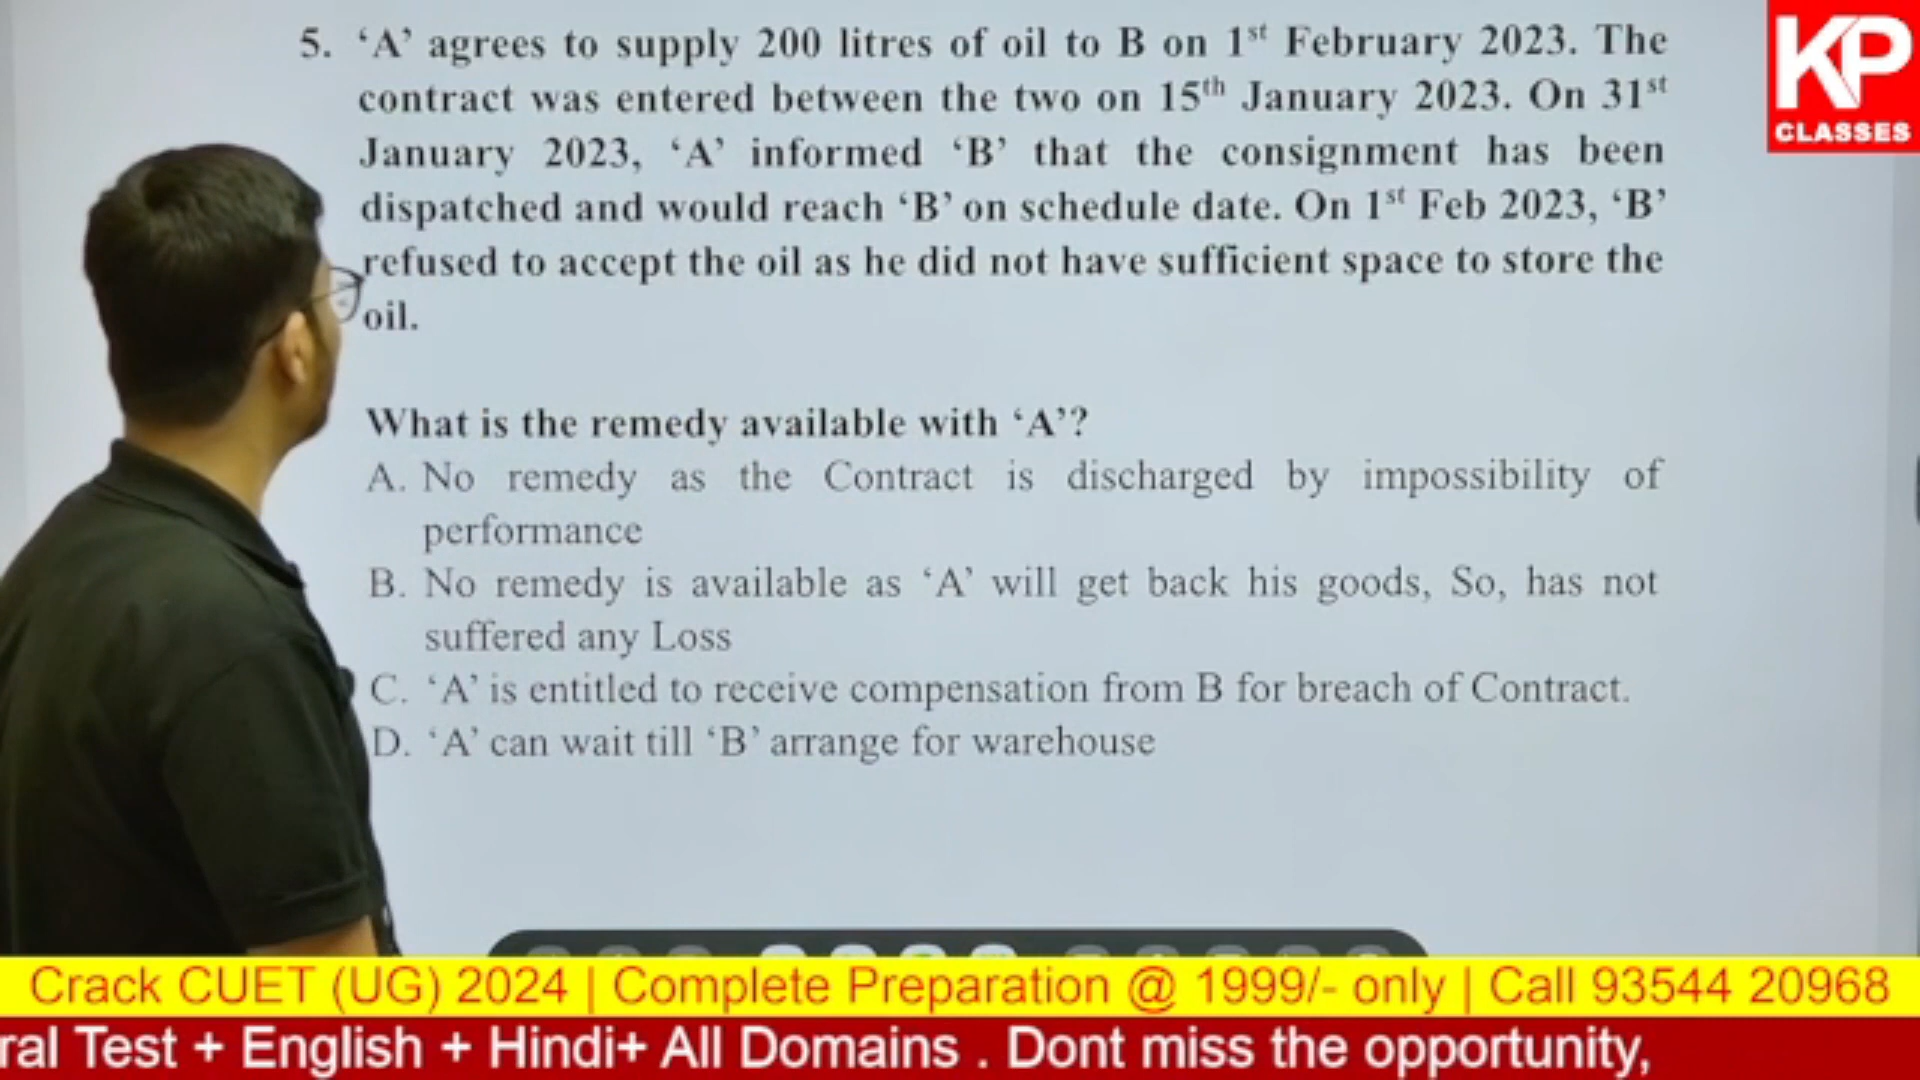 5. ‘A’ agrees to supply 200 litres of oil to B on 1st February 2023. The
contract was entered between the two on 15th January 2023. On 31st
January 2023, ‘A’ informed ‘B’ that the consignment has been
dispatched and would reach ‘B’ on schedule date. On 1st Feb 2023, ‘B’
refused to accept the oil as he did not have sufficient space to store the
oil.
What is the remedy available with ‘A’?
A. No remedy as the Contract is discharged by impossibility of
performance
B. No remedy is available as ‘A’ will get back his goods, So, has not
suffered any Loss
C. ‘A’ is entitled to receive compensation from B for breach of Contract.
D. ‘A’ can wait till ‘B’ arrange for warehouse
KP
CLASSES
Crack CUET (UG) 2024 | Complete Preparation @ 1999/- only | Call 93544 20968
ral Test + English + Hindi+ All Domains . Dont miss the opportunity,